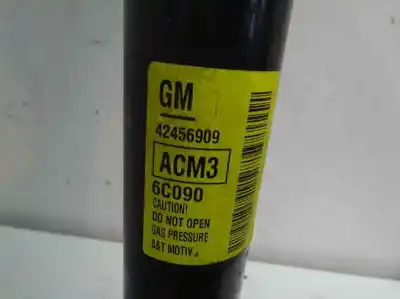 GM
42456909
ACM3
6C090
CAUTION!
DO NOT OPEN
GAS PRESSURE
S&T MOTIV